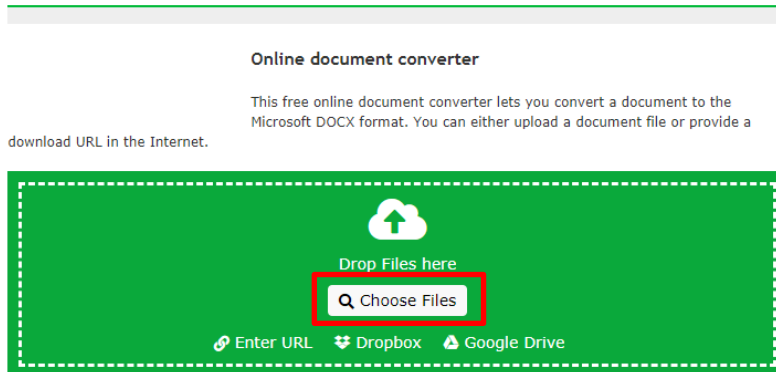 Online document converter
This free online document converter lets you convert a document to the
Microsoft DOCX format. You can either upload a document file or provide a
download URL in the Internet.
Drop Files here
Choose Files
Enter URL Dropbox Google Drive